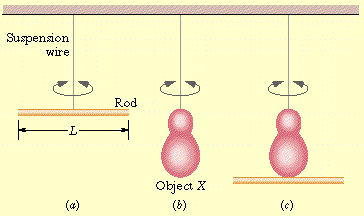 Suspension
wire
Rod
L
Object X
(a)
(b)
(c)